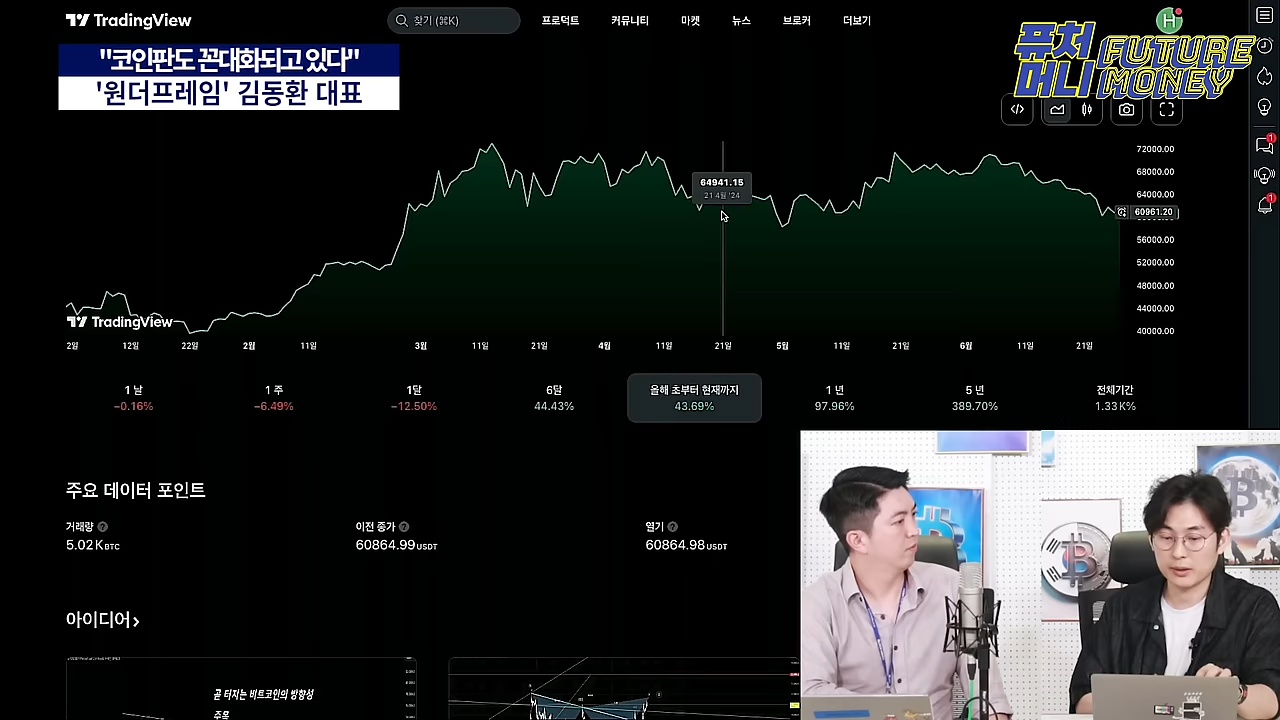 TradingView
찾기 (⌘K)
프로덕트
커뮤니티
마켓
뉴스
브로커
더보기
H
"코인판도 꼰대화되고 있다"
'원더프레임' 김동환 대표
퓨처
머니
FUTURE
MONEY
1
1
72000.00
68000.00
64000.00
60961.20
56000.00
52000.00
48000.00
44000.00
40000.00
64941.15
21 4월 '24
TradingView
2일
12일
22일
2월
11일
3월
11일
21일
4월
11일
21일
5월
11일
21일
6월
11일
21일
1 날
−0.16%
1 주
−6.49%
1달
−12.50%
6달
44.43%
올해 초부터 현재까지
43.69%
1 년
97.96%
5 년
389.70%
전체기간
1.33K%
주요 데이터 포인트
거래량
5.02K BTC
이전 종가
60864.99 USDT
열기
60864.98 USDT
아이디어
곧 터지는 비트코인의 방향성
주목